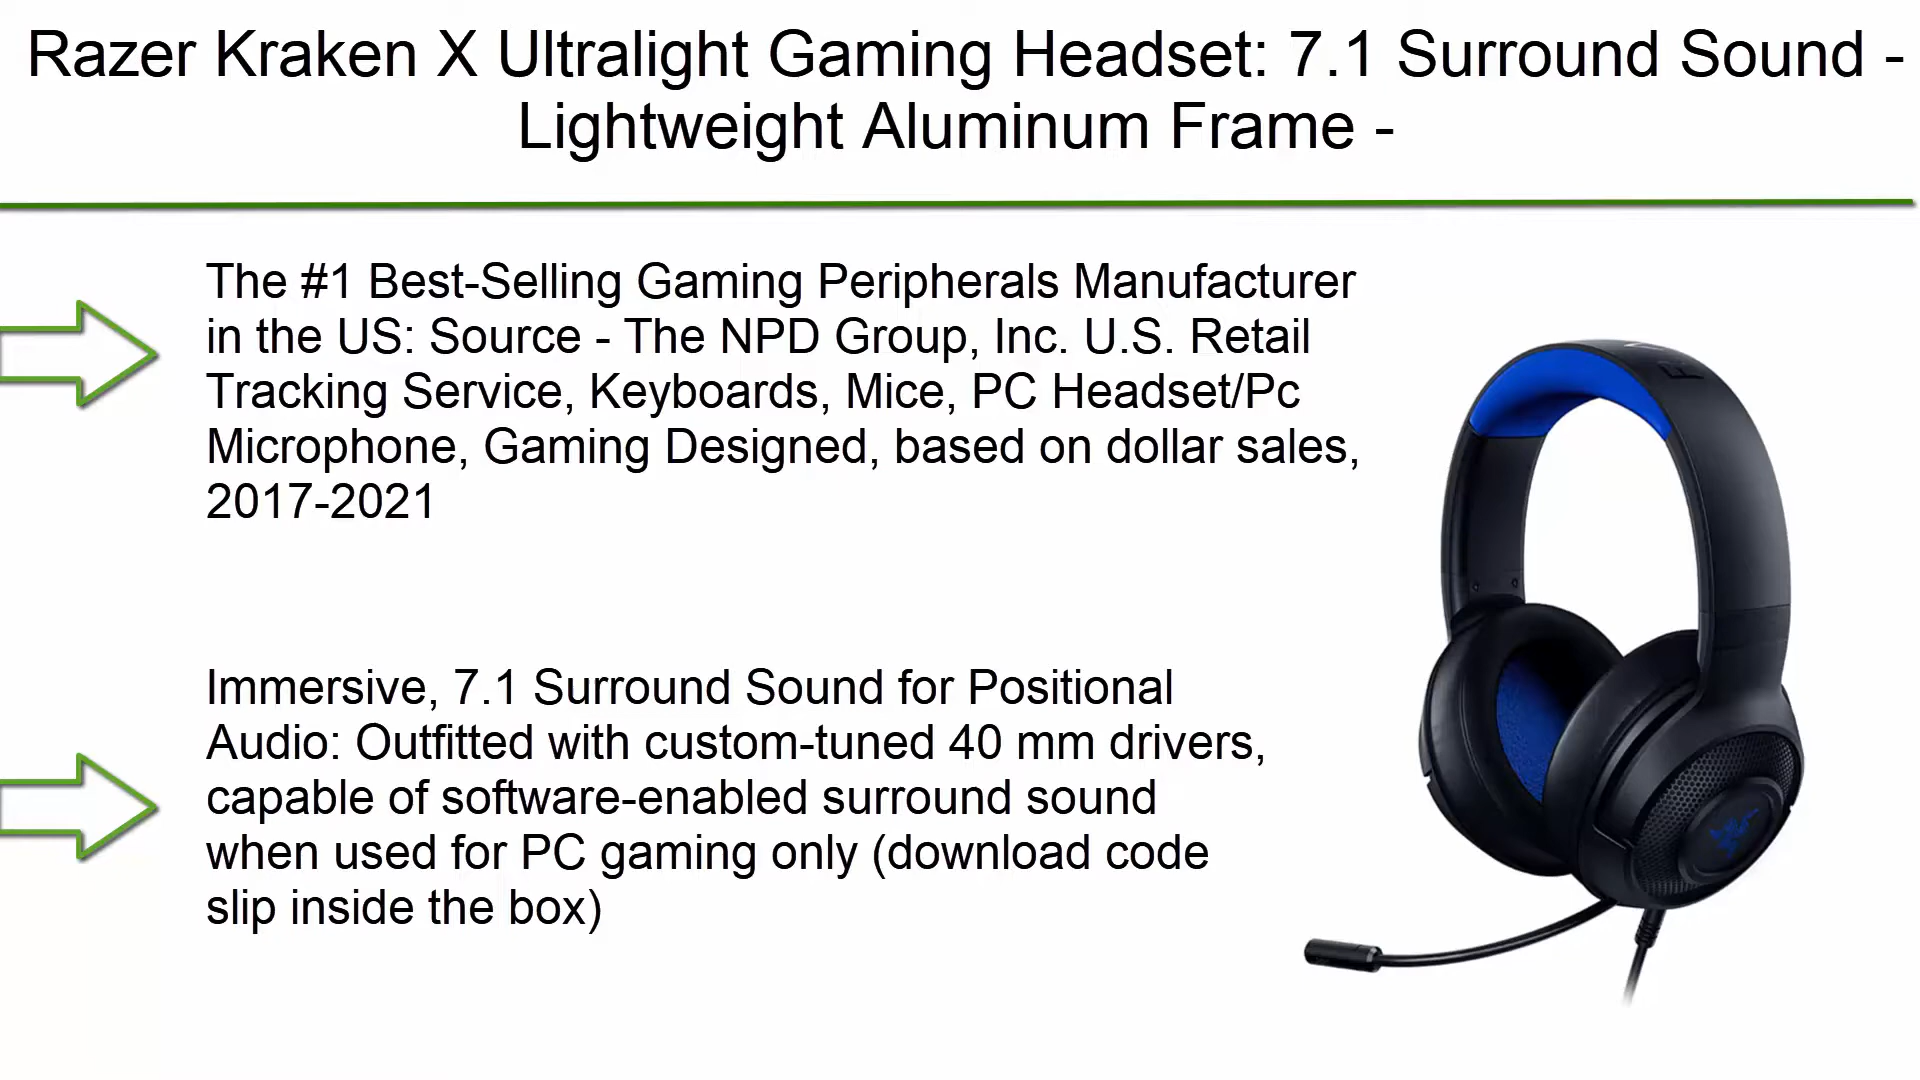 Razer Kraken X Ultralight Gaming Headset: 7.1 Surround Sound -
Lightweight Aluminum Frame -
The #1 Best-Selling Gaming Peripherals Manufacturer
in the US: Source - The NPD Group, Inc. U.S. Retail
Tracking Service, Keyboards, Mice, PC Headset/Pc
Microphone, Gaming Designed, based on dollar sales,
2017-2021
Immersive, 7.1 Surround Sound for Positional
Audio: Outfitted with custom-tuned 40 mm drivers,
capable of software-enabled surround sound
when used for PC gaming only (download code
slip inside the box)